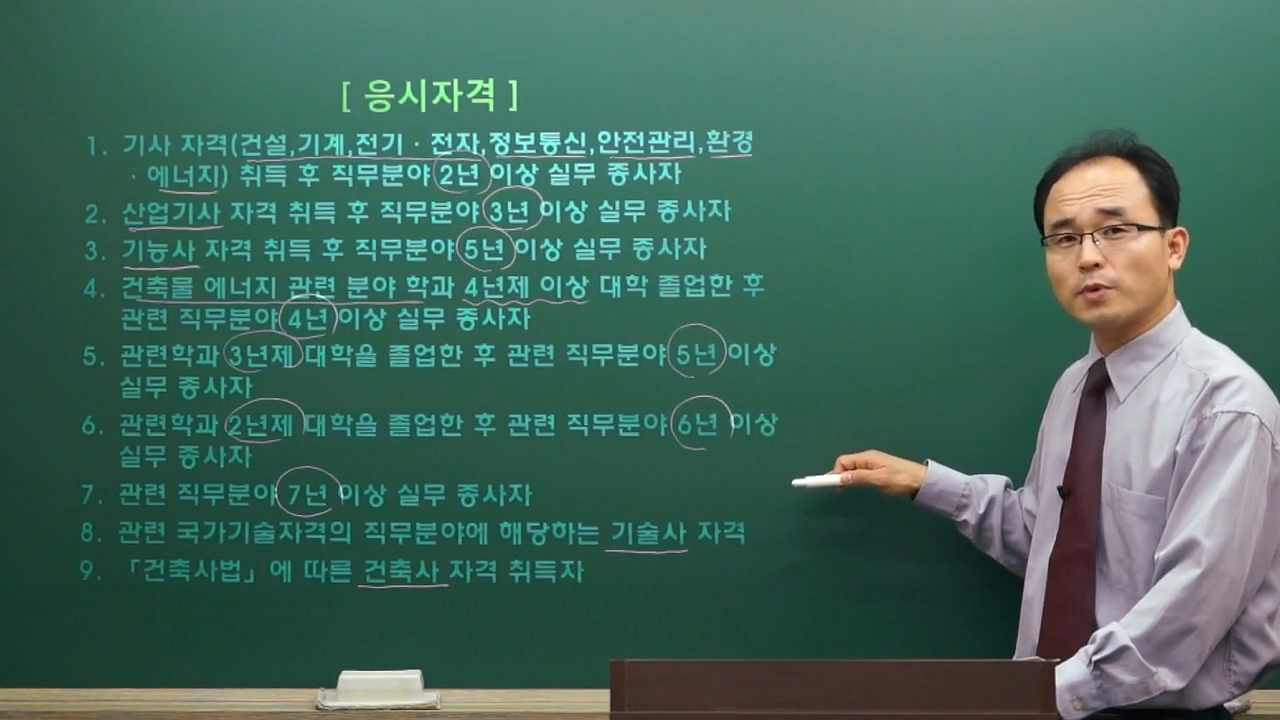 [ 응시자격 ]
1. 기사 자격(건설,기계,전기 · 전자,정보통신,안전관리,환경
· 에너지) 취득 후 직무분야 2년 이상 실무 종사자
2. 산업기사 자격 취득 후 직무분야 3년 이상 실무 종사자
3. 기능사 자격 취득 후 직무분야 5년 이상 실무 종사자
4. 건축물 에너지 관련 분야 학과 4년제 이상 대학 졸업한 후
관련 직무분야 4년 이상 실무 종사자
5. 관련학과 3년제 대학을 졸업한 후 관련 직무분야 5년 이상
실무 종사자
6. 관련학과 2년제 대학을 졸업한 후 관련 직무분야 6년 이상
실무 종사자
7. 관련 직무분야 7년 이상 실무 종사자
8. 관련 국가기술자격의 직무분야에 해당하는 기술사 자격
9. 「건축사법」에 따른 건축사 자격 취득자